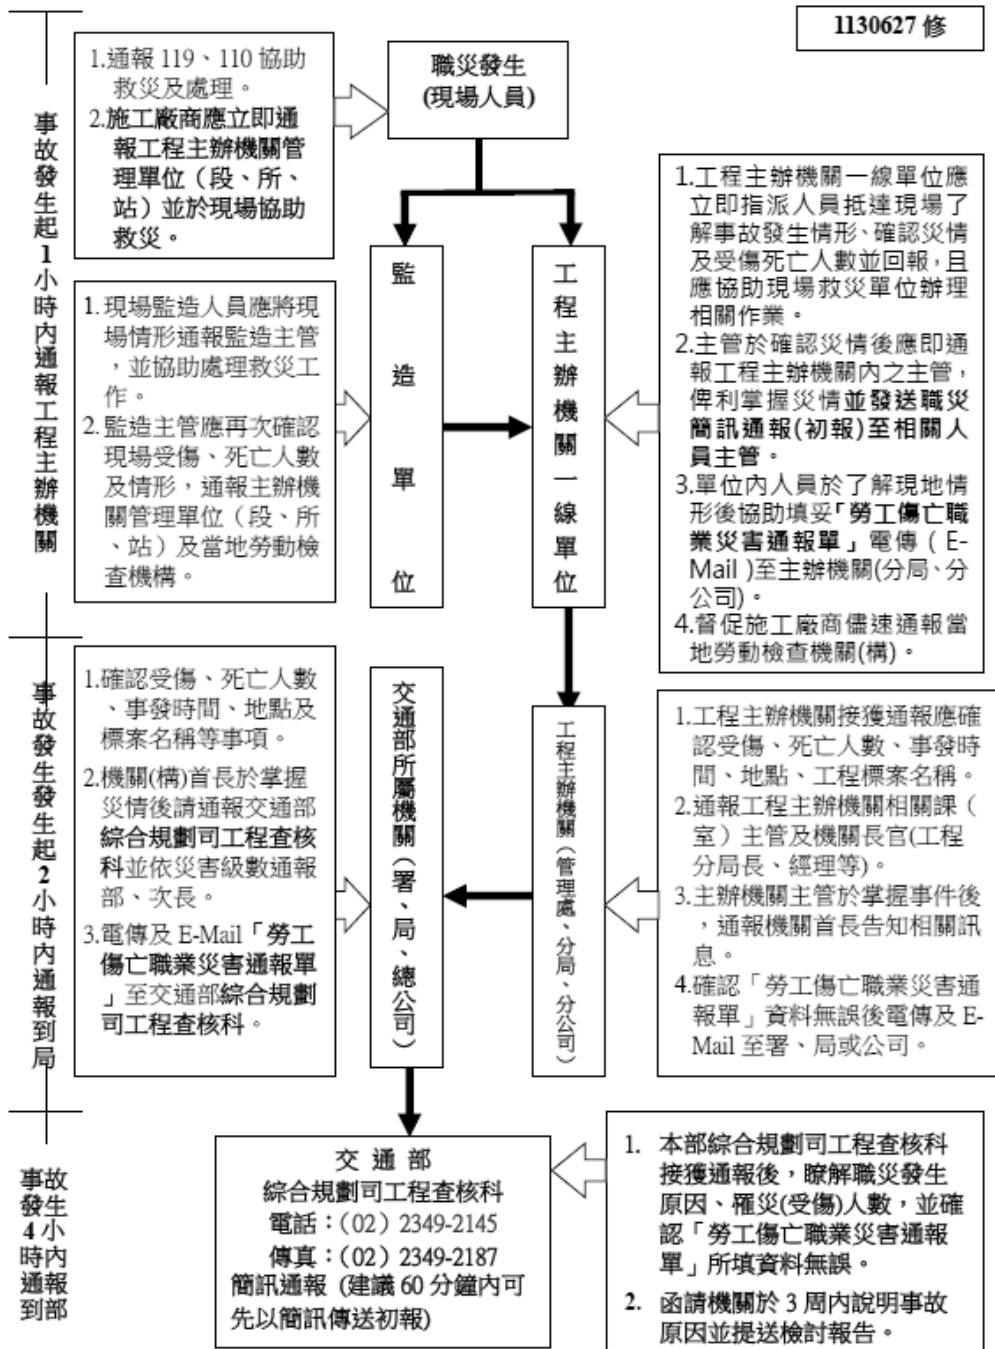 1130627 修
1.通報 119、110 協助
救災及處理。
2.施工廠商應立即通
報工程主辦機關管
理單位（段、所、
站）並於現場協助
救災。
職災發生
(現場人員)
事故發生起1小時內通報工程主辦機關
1.工程主辦機關一線單位應
立即指派人員抵達現場了
解事故發生情形、確認災情
及受傷死亡人數並回報，且
應協助現場救災單位辦理
相關作業。
2.主管於確認災情後應即通
報工程主辦機關內之主管，
俾利掌握災情並發送職災
簡訊通報(初報)至相關人
員主管。
3.單位內人員於了解現地情
形後協助填妥「勞工傷亡職
業災害通報單」電傳（ E-
Mail )至主辦機關(分局、分
公司)。
4.督促施工廠商儘速通報當
地勞動檢查機關(構)。
監造單位
工程主辦機關一線單位
1. 現場監造人員應將現
場情形通報監造主管
，並協助處理救災工
作。
2. 監造主管應再次確認
現場受傷、死亡人數
及情形，通報主辦機
關管理單位（段、所
、站）及當地勞動檢
查機構。
事故發生發生起2小時內通報到局
1.確認受傷、死亡人數
、事發時間、地點及
標案名稱等事項。
2.機關(構)首長於掌握
災情後請通報交通部
綜合規劃司工程查核
科並依災害級數通報
部、次長。
3.電傳及 E-Mail「勞工
傷亡職業災害通報單
」至交通部綜合規劃
司工程查核科。
交通部所屬機關（署、局、總公司）
工程主辦機關（管理處、分局、分公司）
1.工程主辦機關接獲通報應確
認受傷、死亡人數、事發時
間、地點、工程標案名稱。
2.通報工程主辦機關相關課（
室）主管及機關長官(工程
分局長、經理等)。
3.主辦機關主管於掌握事件後
，通報機關首長告知相關訊
息。
4.確認「勞工傷亡職業災害通
報單」資料無誤後電傳及 E-
Mail 至署、局或公司。
事故
發生
4 小
時內
通報
到部
交 通 部
綜合規劃司工程查核科
電話：(02）2349-2145
傳真：(02）2349-2187
簡訊通報 (建議 60 分鐘內可
先以簡訊傳送初報)
1. 本部綜合規劃司工程查核科
接獲通報後，瞭解職災發生
原因、罹災(受傷)人數，並確
認「勞工傷亡職業災害通報
單」所填資料無誤。
2. 函請機關於 3 周內說明事故
原因並提送檢討報告。